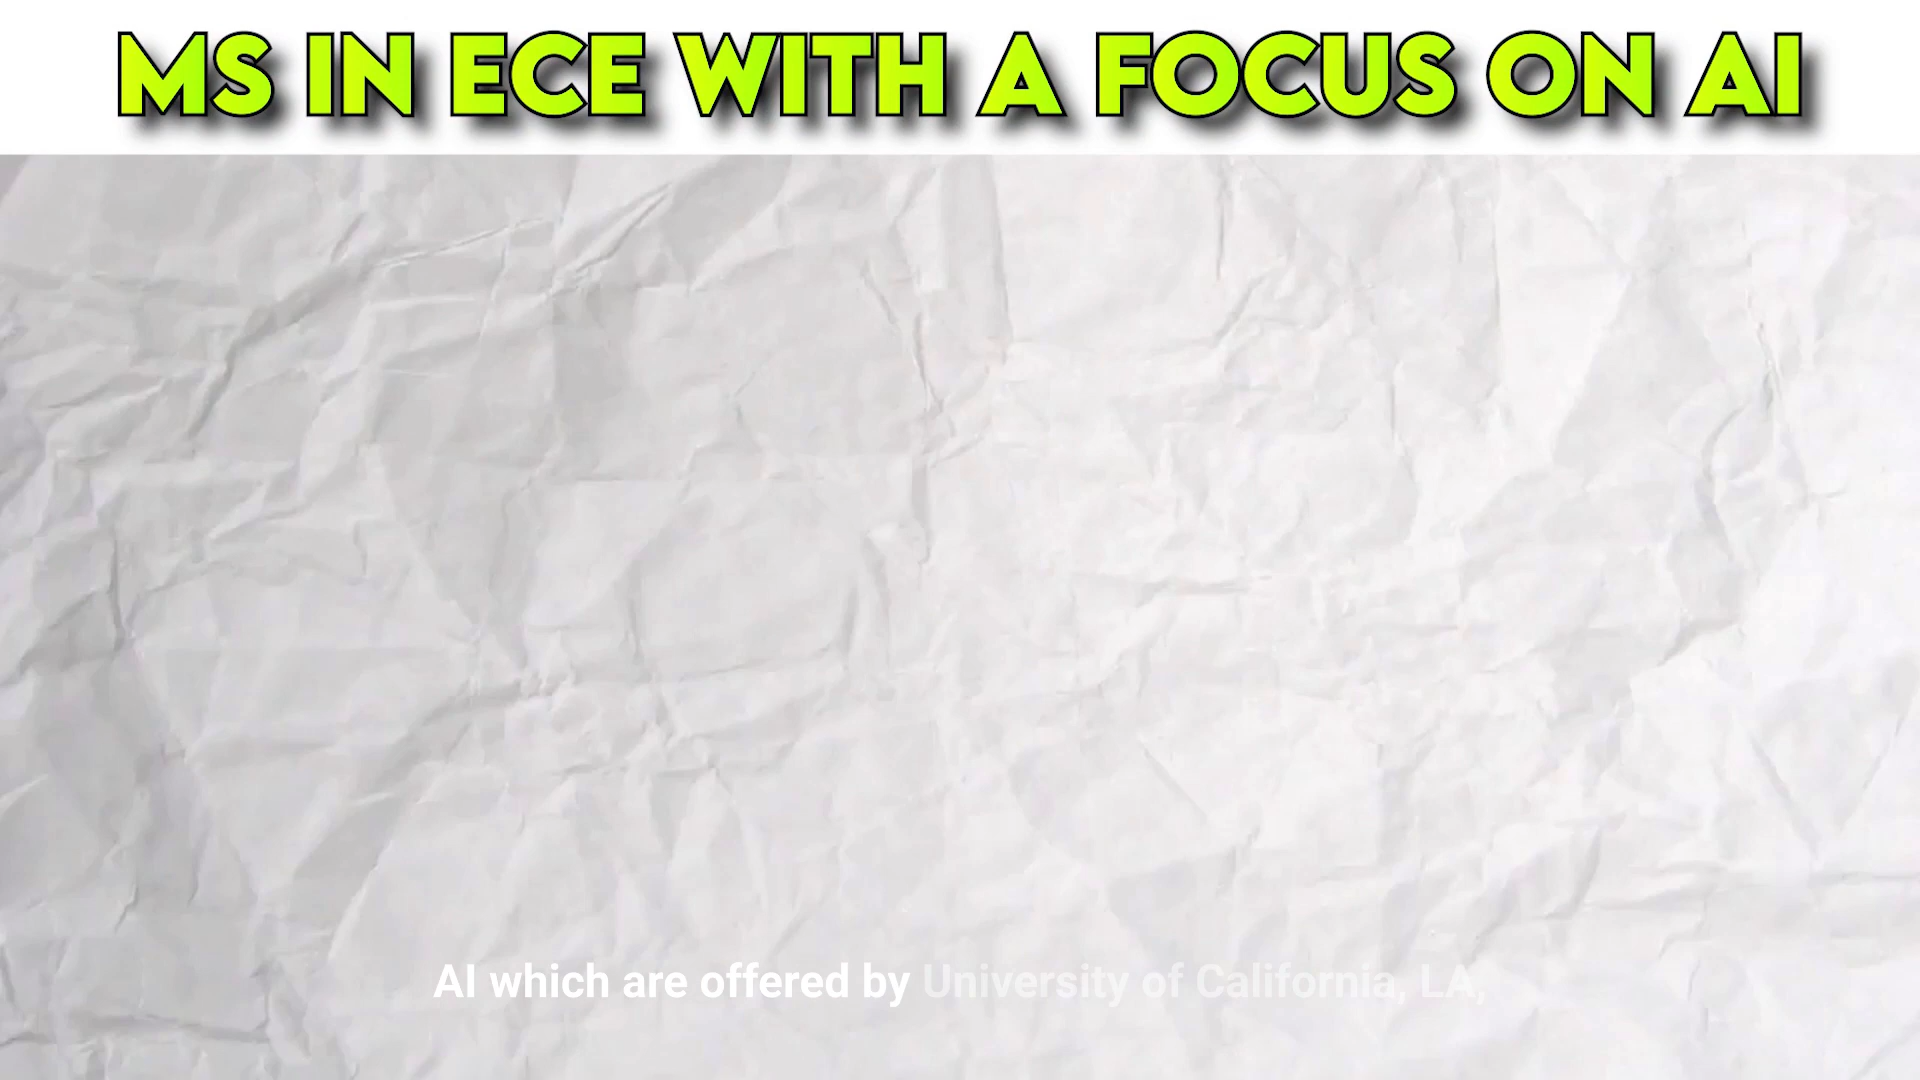 MS IN ECE WITH A FOCUS ON AI
AI which are offered by University of California, LA,